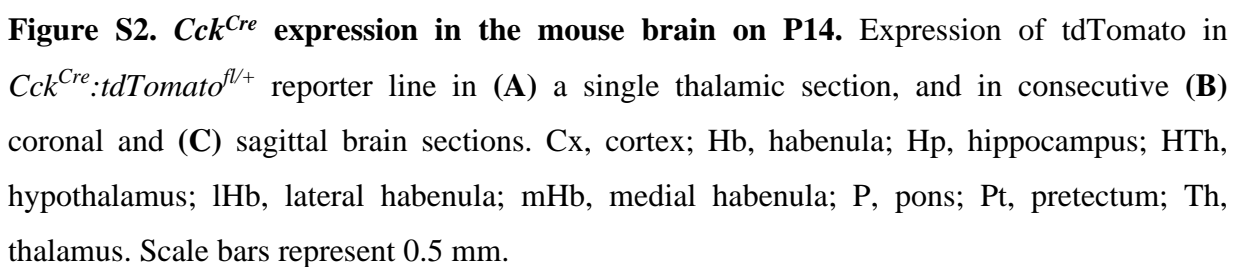 Figure S2. Cck^Cre expression in the mouse brain on P14. Expression of tdTomato in
Cck^Cre:tdTomato^fl/+ reporter line in (A) a single thalamic section, and in consecutive (B)
coronal and (C) sagittal brain sections. Cx, cortex; Hb, habenula; Hp, hippocampus; HTh,
hypothalamus; lHb, lateral habenula; mHb, medial habenula; P, pons; Pt, pretectum; Th,
thalamus. Scale bars represent 0.5 mm.